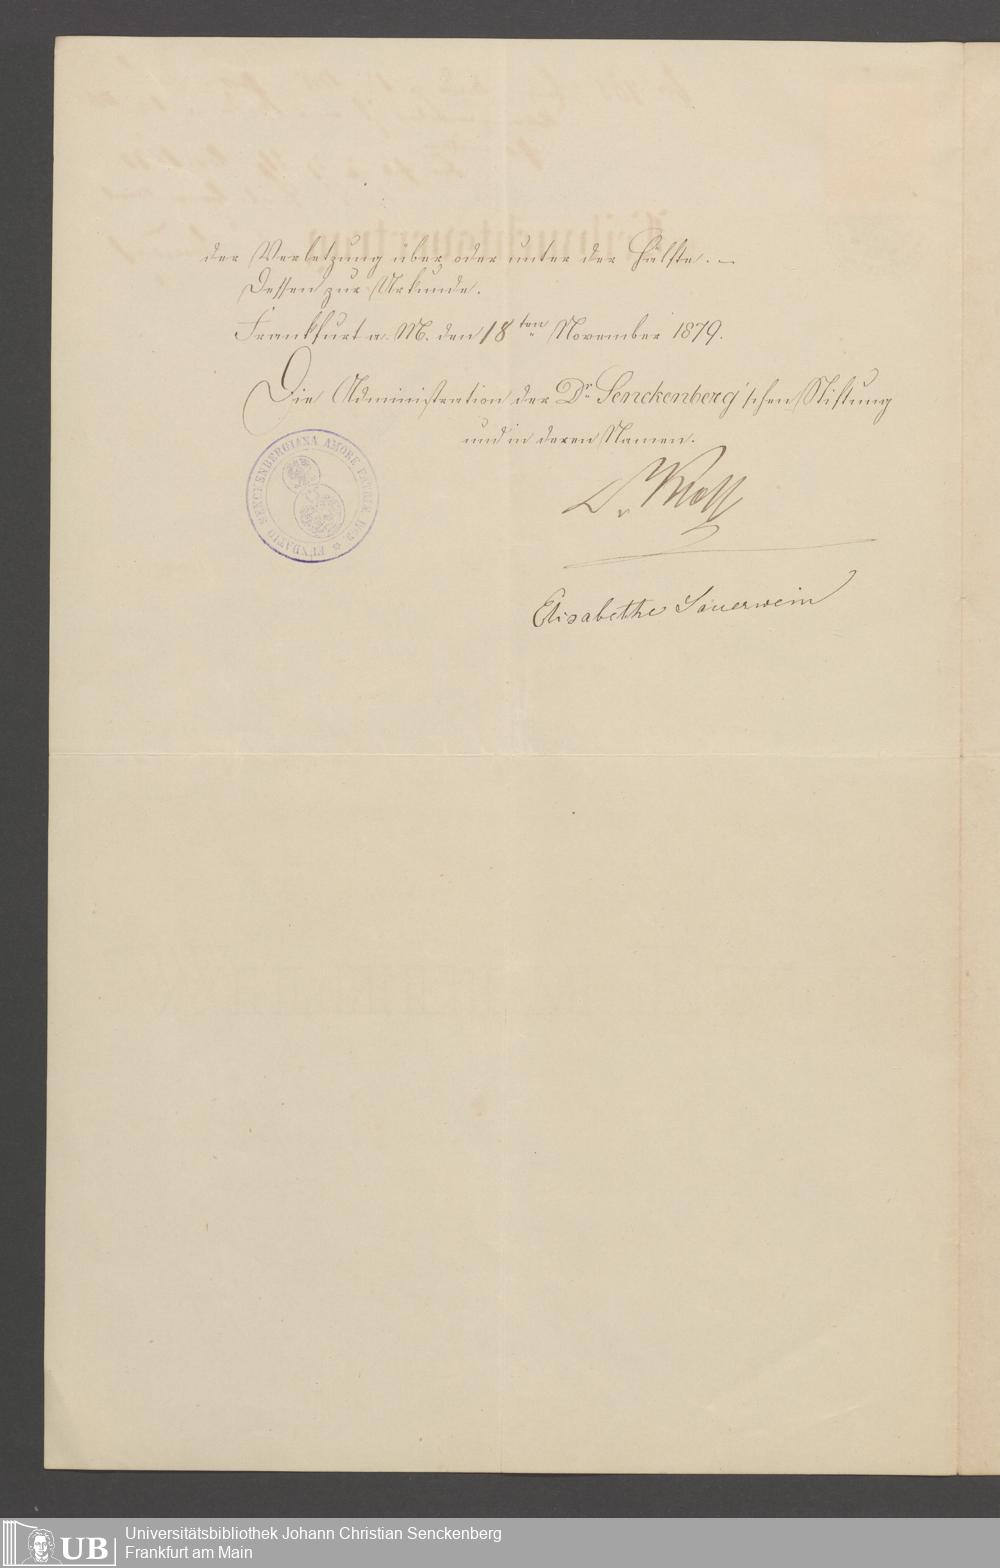 der Verletzung über oder unter der Hälfte. —
Dessen zur Urkunde.
Frankfurt a. M. den 18ten November 1879.
Die Administration der Dr. Senckenberg'schen Stiftung
und in deren Namen.
FUNDATIO SENCKENBERGIANA AMORE PATRIAE
Dr
Elisabethe Sauerwein
UB
Universitätsbibliothek Johann Christian Senckenberg
Frankfurt am Main